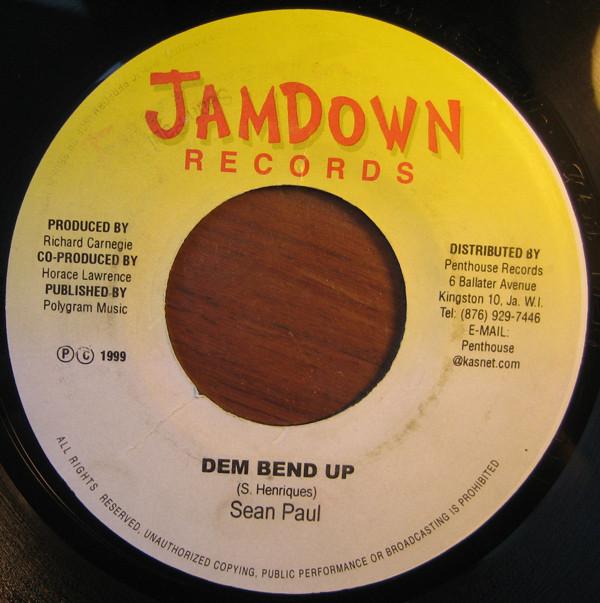 JAMDOWN
RECORDS
PRODUCED BY
Richard Carnegie
CO-PRODUCED BY
Horace Lawrence
PUBLISHED BY
Polygram Music
Ⓟ © 1999
DISTRIBUTED BY
Penthouse Records
6 Ballater Avenue
Kingston 10, Ja. W.I.
Tel: (876) 929-7446
E-MAIL:
Penthouse
@kasnet.com
DEM BEND UP
(S. Henriques)
Sean Paul
ALL RIGHTS RESERVED, UNAUTHORIZED COPYING, PUBLIC PERFORMANCE OR BROADCASTING IS PROHIBITED